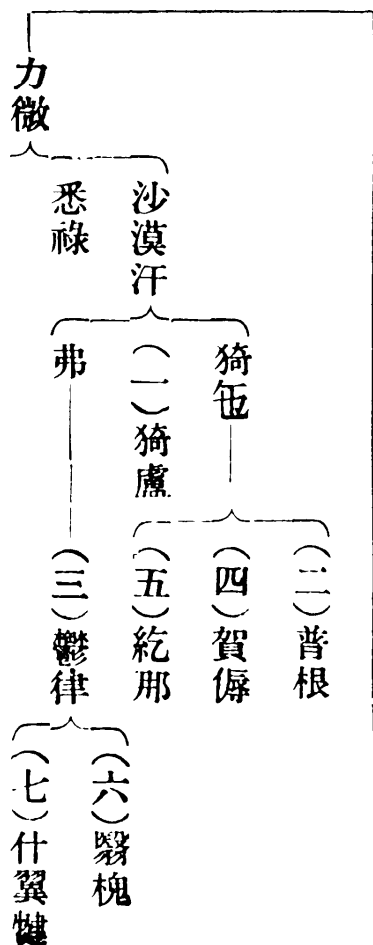 力微
沙漠汗
悉祿
猗㐌
(一)猗盧
弗
(二)普根
(四)賀傉
(五)紇那
(三)鬱律
(六)翳槐
(七)什翼犍